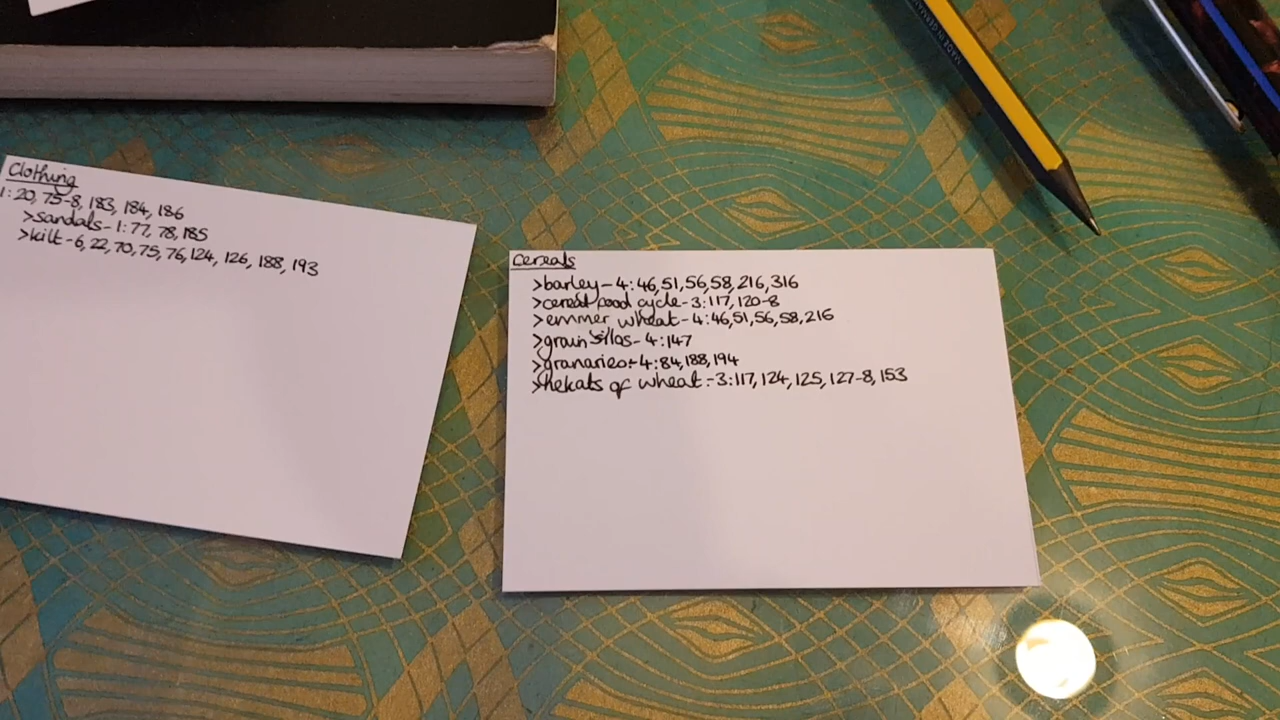 Clothing
1:20, 75-8, 183, 184, 186
>sandals-1:77, 78, 185
>kilt-6, 22, 70, 75, 76, 124, 126, 188, 193
Cereals
>barley-4:46, 51, 56, 58, 216, 316
>cereal food cycle-3:117, 120-8
>emmer wheat-4:46, 51, 56, 58, 216
>grain silos-4:147
>granaries-4:84, 188, 194
>hekats of wheat-3:117, 124, 125, 127-8, 153
MADE IN GERMANY